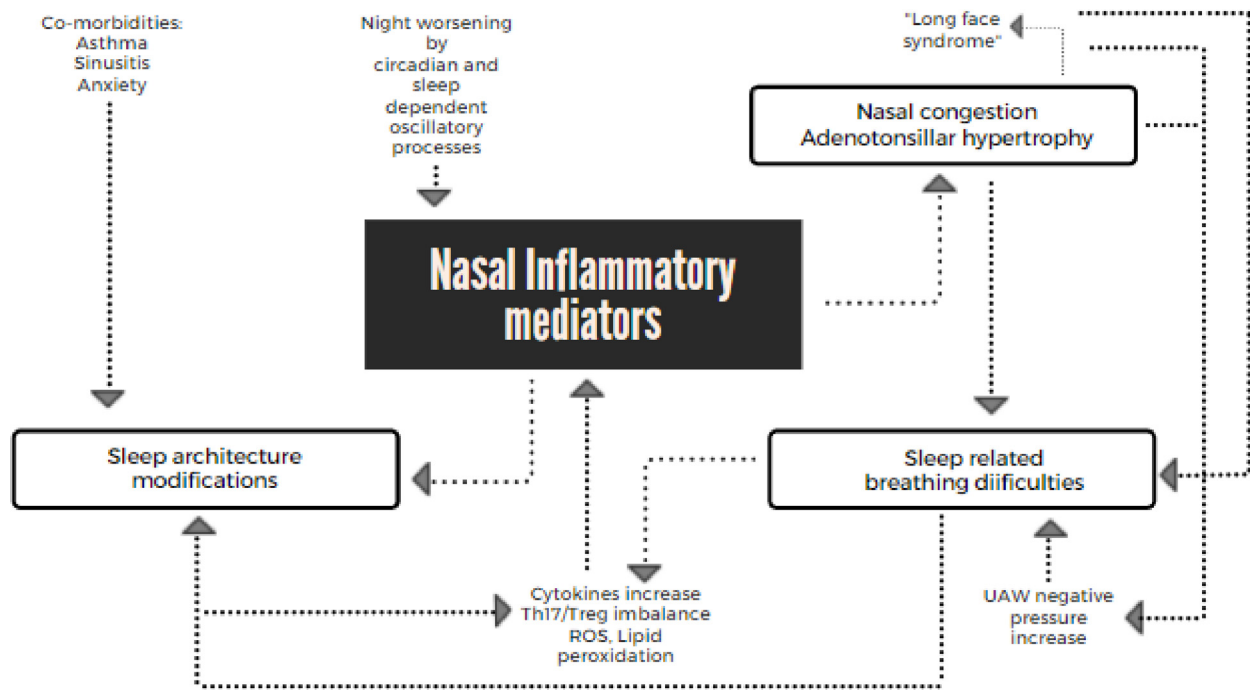 Co-morbidities:
Asthma
Sinusitis
Anxiety
Night worsening
by
circadian and
sleep
dependent
oscillatory
processes
"Long face
syndrome"
Nasal congestion
Adenotonsillar hypertrophy
Nasal Inflammatory
mediators
Sleep architecture
modifications
Sleep related
breathing diificulties
Cytokines increase
Th17/Treg imbalance
ROS, Lipid
peroxidation
UAW negative
pressure
increase